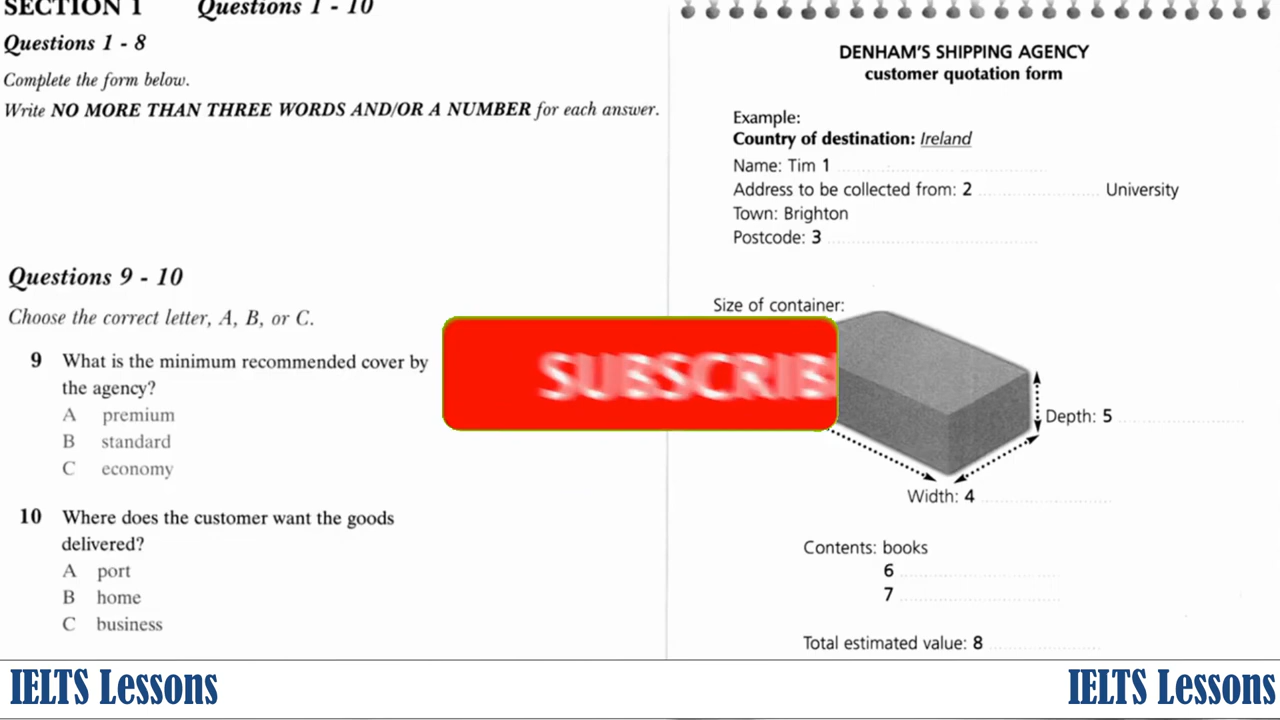 SECTION 1 Questions 1 - 10
Questions 1 - 8
Complete the form below.
Write NO MORE THAN THREE WORDS AND/OR A NUMBER for each answer.
Questions 9 - 10
Choose the correct letter, A, B, or C.
9 What is the minimum recommended cover by
the agency?
A premium
B standard
C economy
10 Where does the customer want the goods
delivered?
A port
B home
C business
DENHAM'S SHIPPING AGENCY
customer quotation form
Example:
Country of destination: Ireland
Name: Tim 1
Address to be collected from: 2 University
Town: Brighton
Postcode: 3
Size of container:
Depth: 5
Width: 4
Contents: books
6
7
Total estimated value: 8
SUBSCRIB
IELTS Lessons
IELTS Lessons